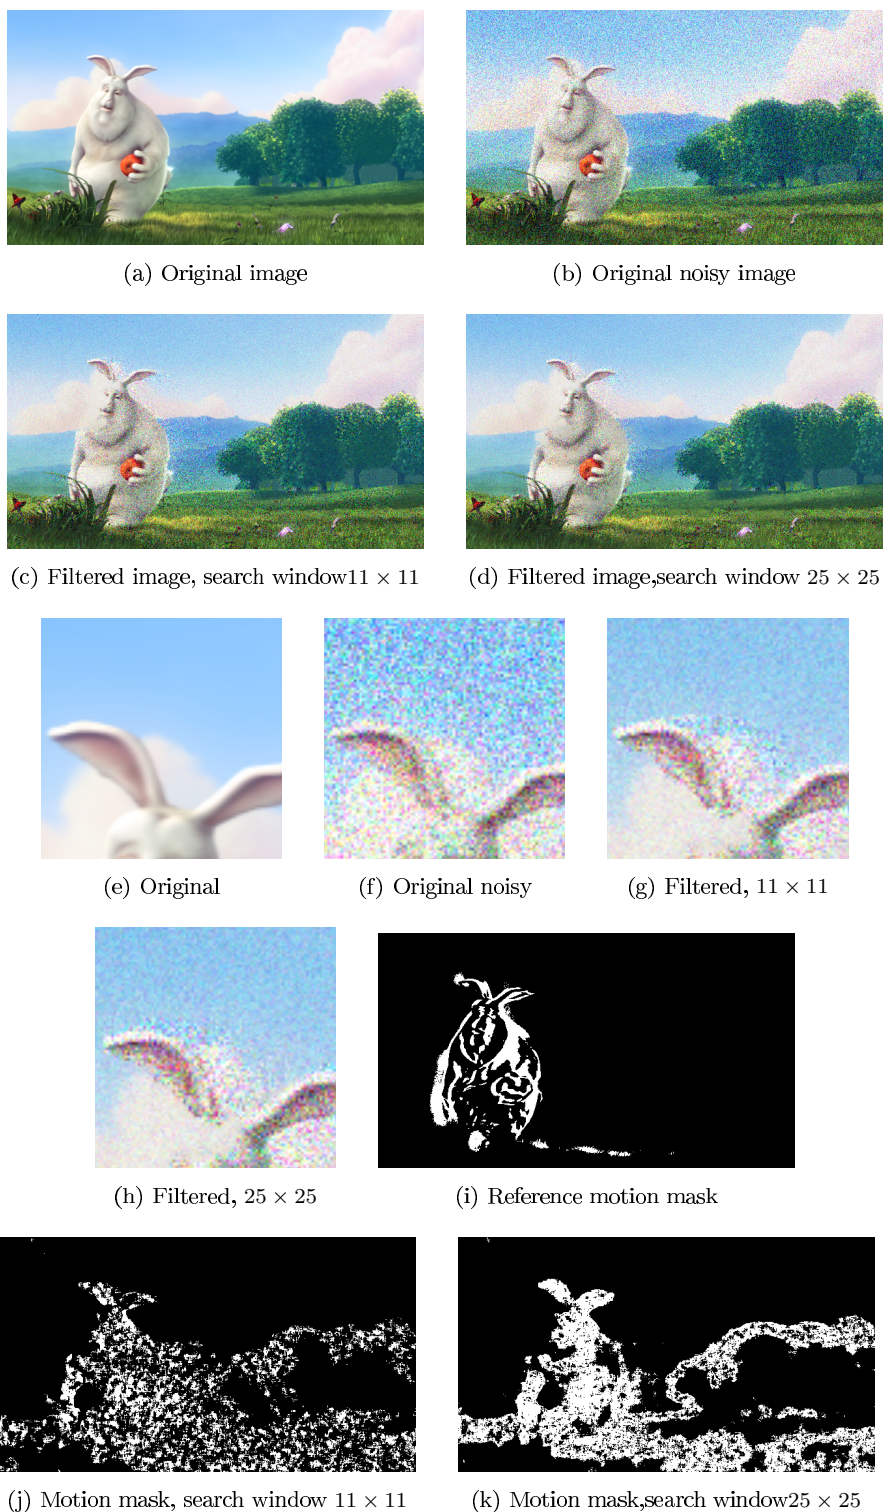 (a) Original image
(b) Original noisy image
(c) Filtered image, search window11 × 11
(d) Filtered image,search window 25 × 25
(e) Original
(f) Original noisy
(g) Filtered, 11 × 11
(h) Filtered, 25 × 25
(i) Reference motion mask
(j) Motion mask, search window 11 × 11
(k) Motion mask,search window25 × 25